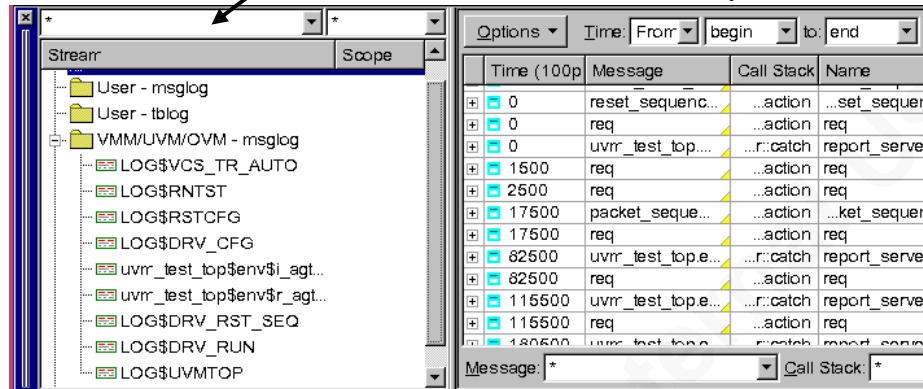 *
*
Stream
Scope
User - msglog
User - tblog
VMM/UVM/OVM - msglog
LOG$VCS_TR_AUTO
LOG$RNTST
LOG$RSTCFG
LOG$DRV_CFG
uvm_test_top$env$i_agt...
uvm_test_top$env$r_agt...
LOG$DRV_RST_SEQ
LOG$DRV_RUN
LOG$UVMTOP
Options Time: From begin to: end
Time (100p Message Call Stack Name
0 reset_sequenc... ...action ...set_sequer
0 req ...action req
0 uvm_test_top.... ...r::catch report_serve
1500 req ...action req
2500 req ...action req
17500 packet_seque... ...action ...ket_sequer
17500 req ...action req
82500 uvm_test_top.e... ...r::catch report_serve
82500 req ...action req
115500 uvm_test_top.e... ...r::catch report_serve
115500 req ...action req
Message: * Call Stack: *